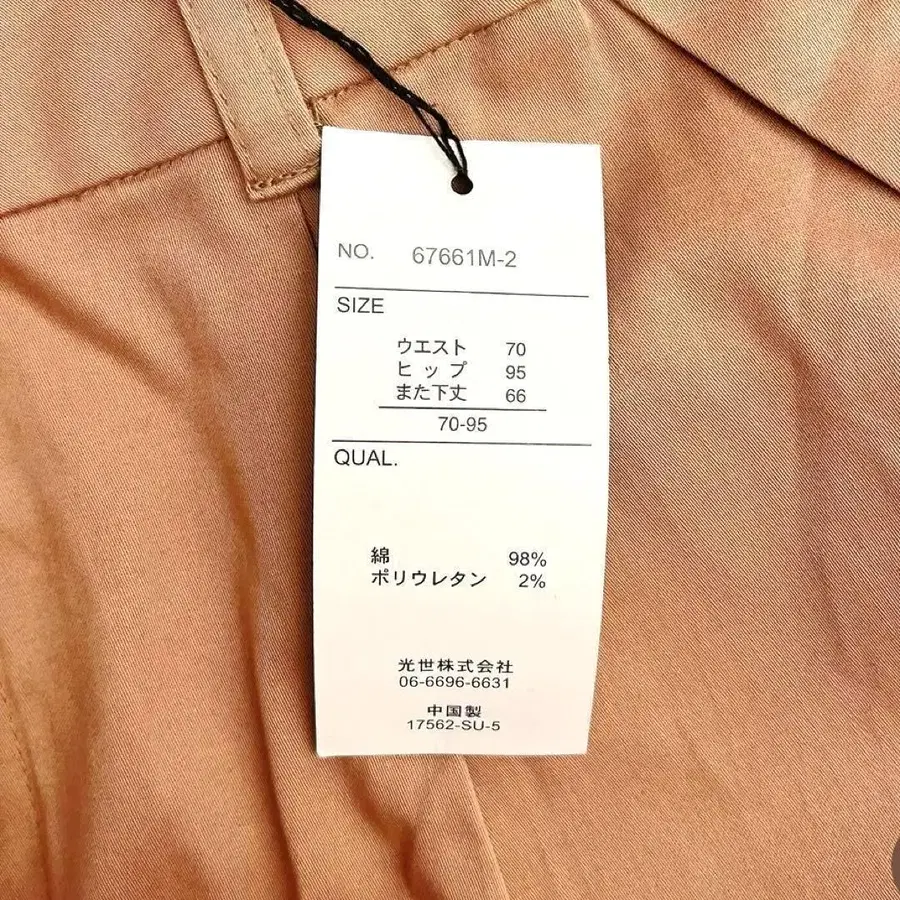 NO. 67661M-2
SIZE
ウエスト 70
ヒップ 95
また下丈 66
70-95
QUAL.
綿 98%
ポリウレタン 2%
光世株式会社
06-6696-6631
中国製
17562-SU-5